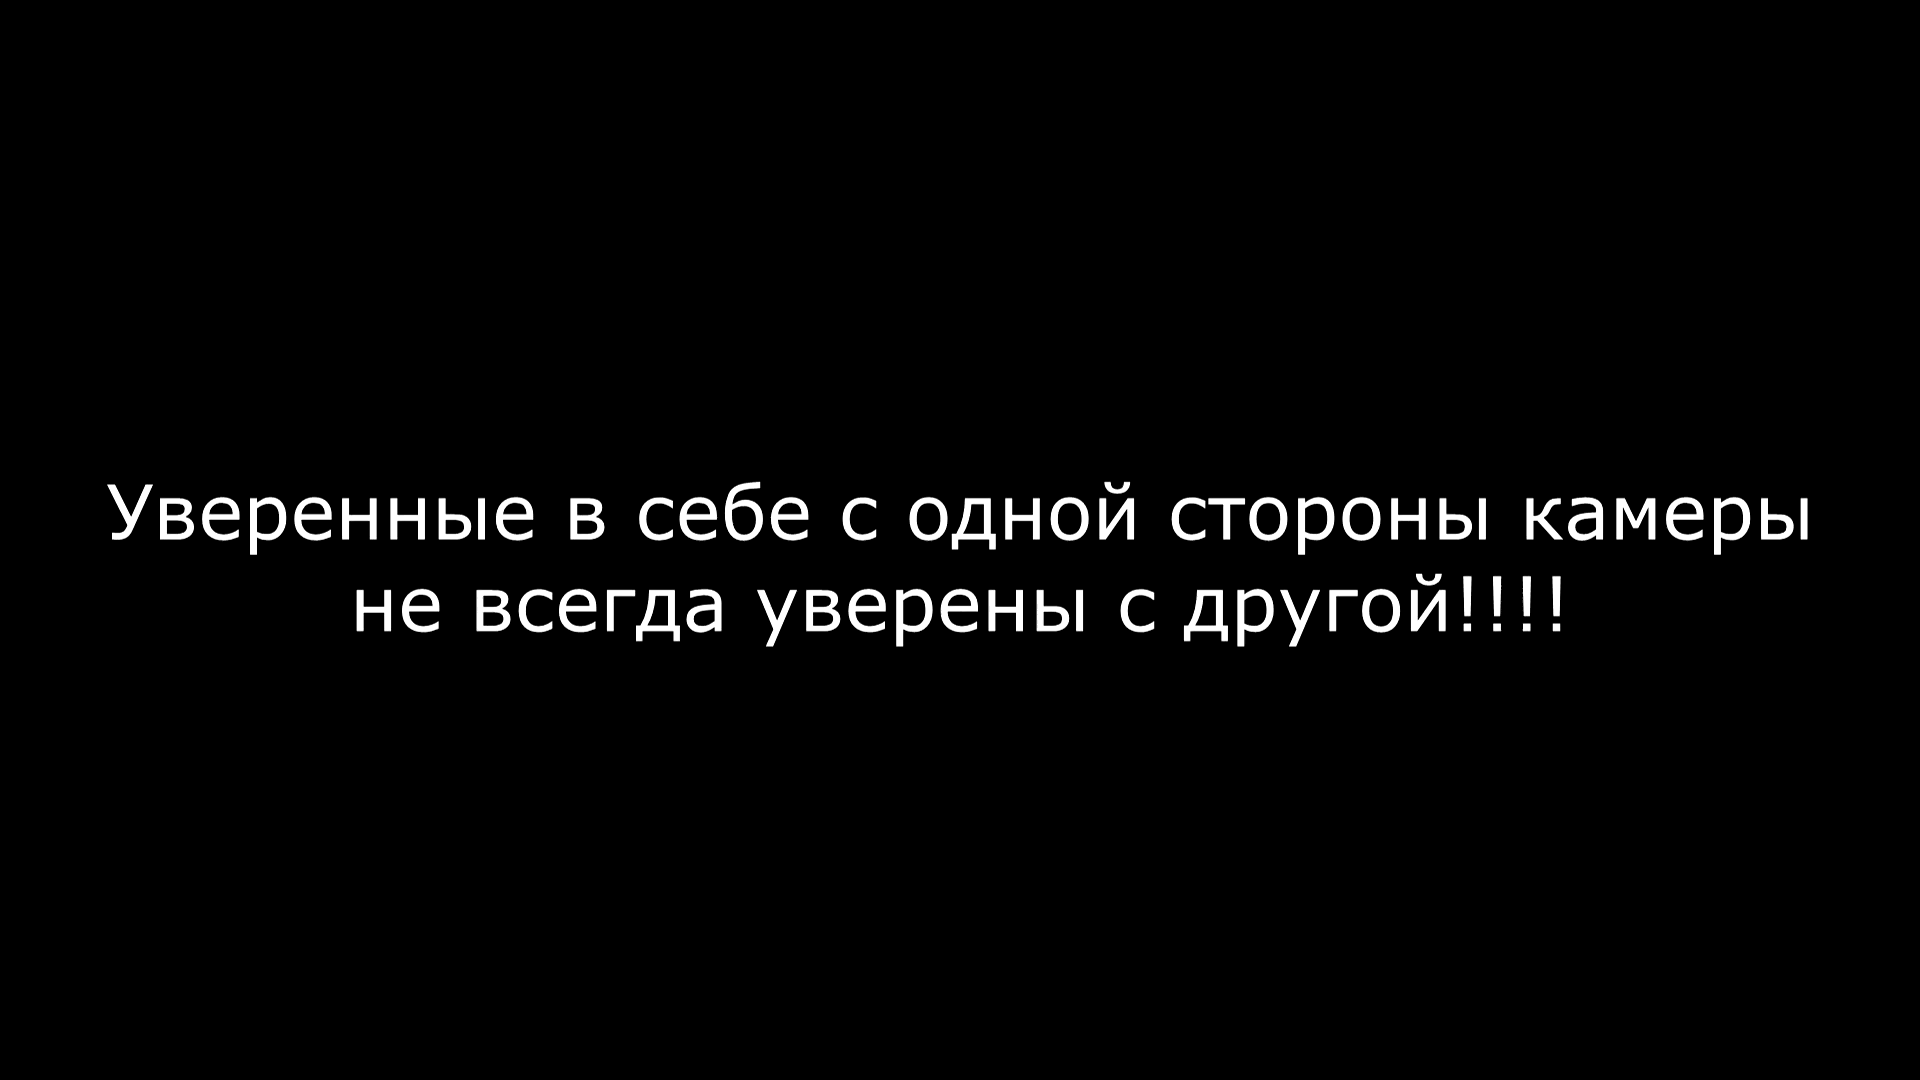 Уверенные в себе с одной стороны камеры
не всегда уверены с другой!!!!